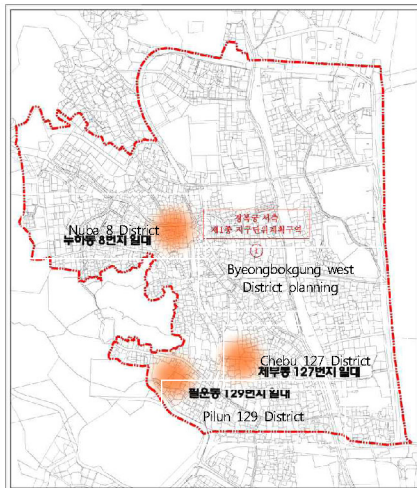 Nuha 8 District
누하동 8번지 일대
경복궁 서측
제1종 지구단위계획구역
1
Byeongbokgung west
District planning
Chebu 127 District
체부동 127번지 일대
필운동 129번지 일대
Pilun 129 District